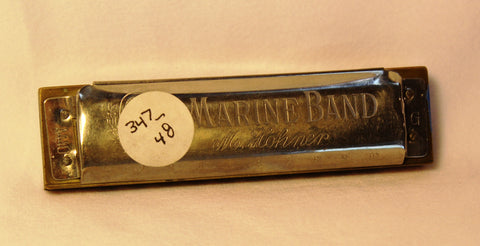 MARINE BAND
M. Hohner
347-
48